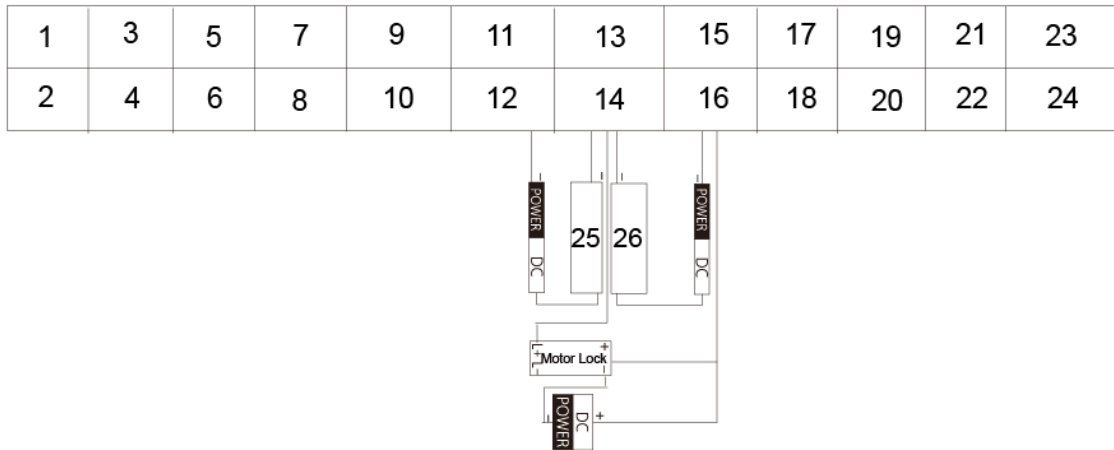 1 3 5 7 9 11 13 15 17 19 21 23
2 4 6 8 10 12 14 16 18 20 22 24
- - - -
POWER DC
25
26
POWER DC
L+ L- Motor Lock + -
- POWER DC +